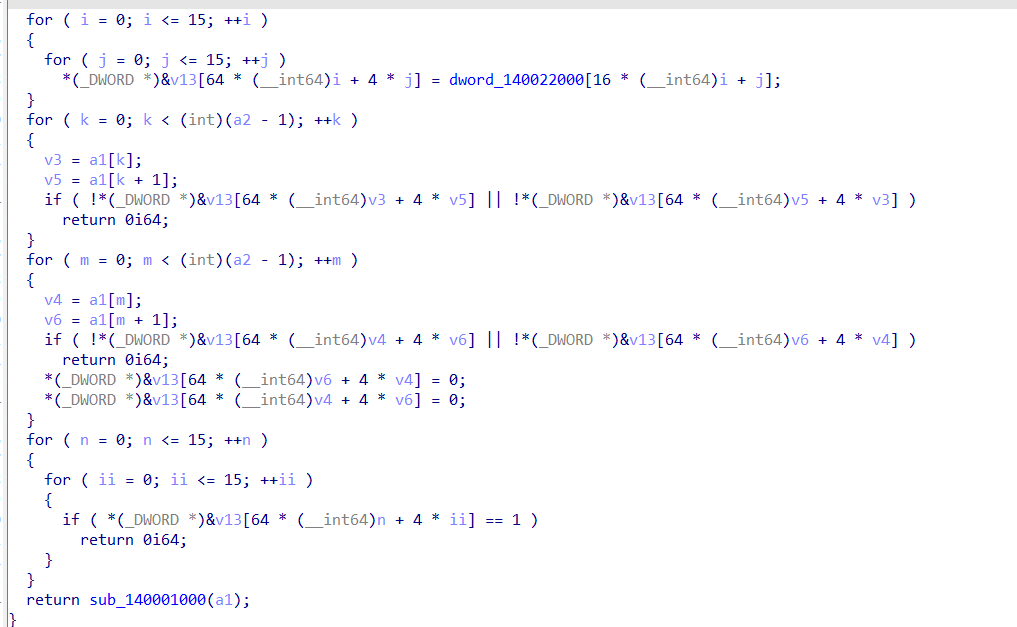 for ( i = 0; i <= 15; ++i )
{
for ( j = 0; j <= 15; ++j )
*(_DWORD *)&v13[64 * (__int64)i + 4 * j] = dword_140022000[16 * (__int64)i + j];
}
for ( k = 0; k < (int)(a2 - 1); ++k )
{
v3 = a1[k];
v5 = a1[k + 1];
if ( !*(_DWORD *)&v13[64 * (__int64)v3 + 4 * v5] || !*(_DWORD *)&v13[64 * (__int64)v5 + 4 * v3] )
return 0i64;
}
for ( m = 0; m < (int)(a2 - 1); ++m )
{
v4 = a1[m];
v6 = a1[m + 1];
if ( !*(_DWORD *)&v13[64 * (__int64)v4 + 4 * v6] || !*(_DWORD *)&v13[64 * (__int64)v6 + 4 * v4] )
return 0i64;
*(_DWORD *)&v13[64 * (__int64)v6 + 4 * v4] = 0;
*(_DWORD *)&v13[64 * (__int64)v4 + 4 * v6] = 0;
}
for ( n = 0; n <= 15; ++n )
{
for ( ii = 0; ii <= 15; ++ii )
{
if ( *(_DWORD *)&v13[64 * (__int64)n + 4 * ii] == 1 )
return 0i64;
}
}
return sub_140001000(a1);
}